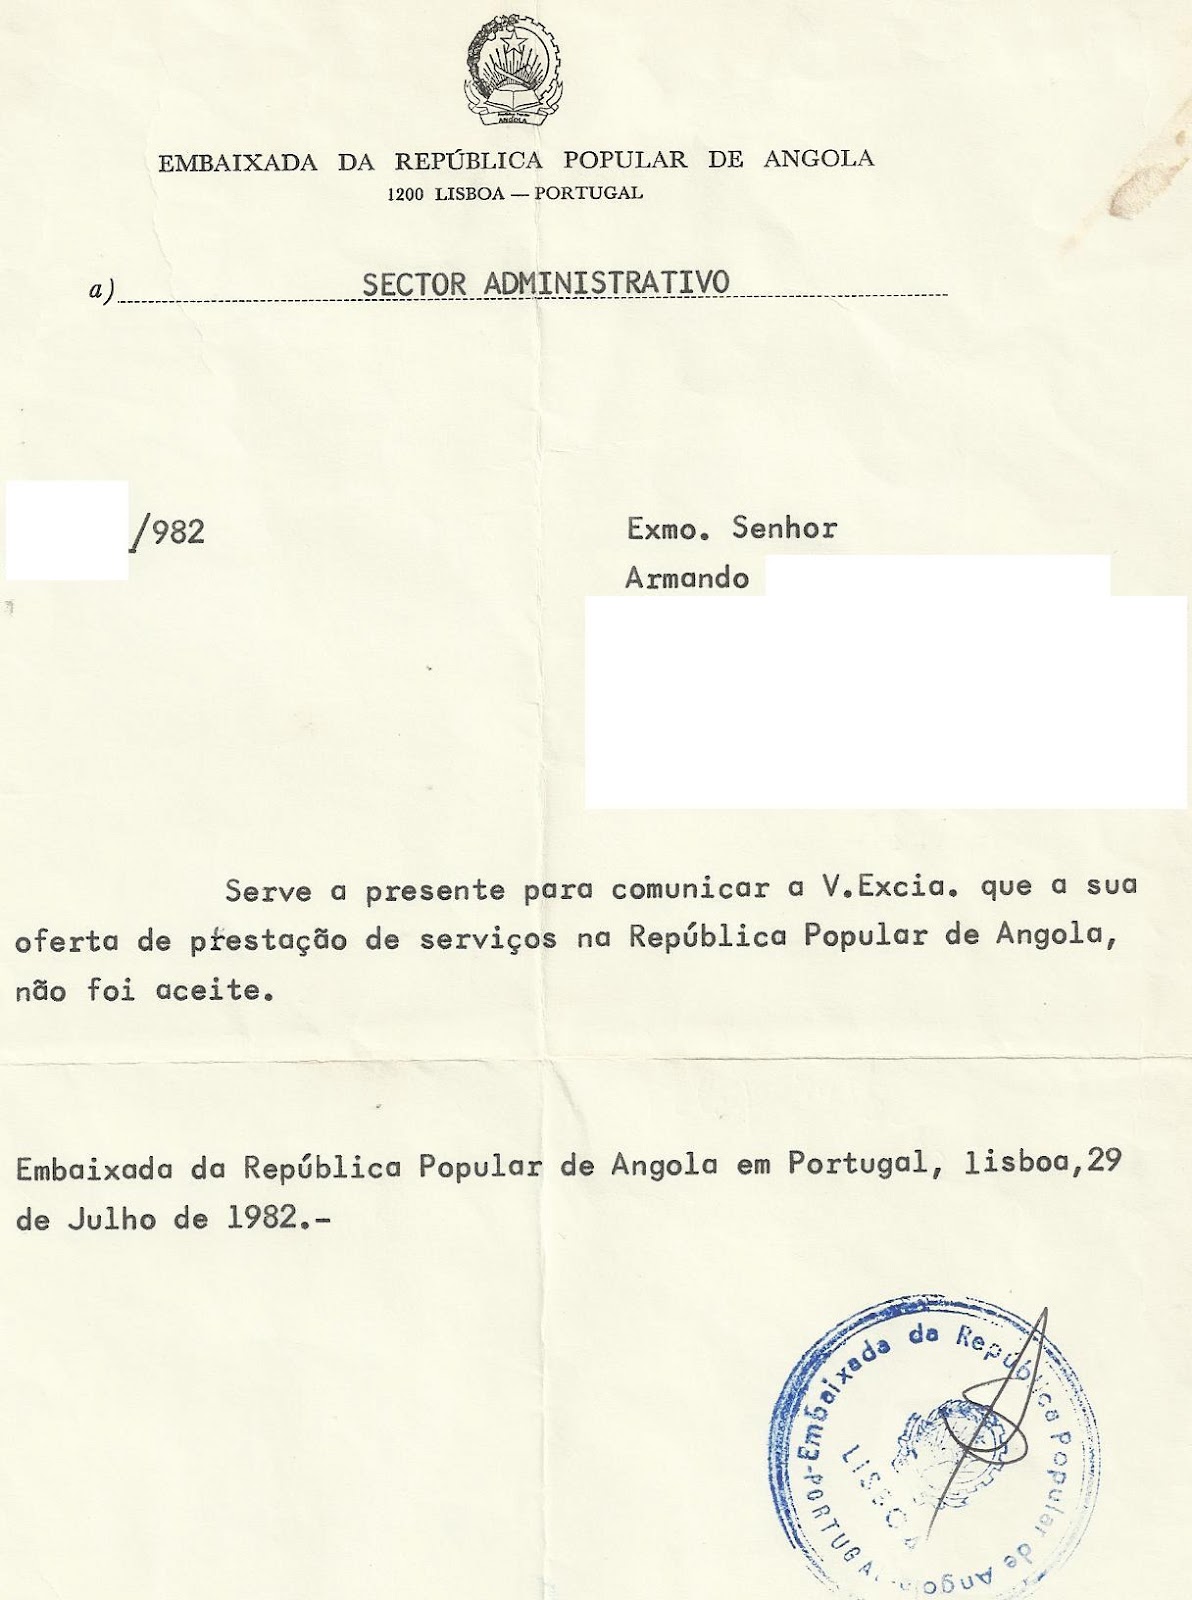 ANGOLA
EMBAIXADA DA REPÚBLICA POPULAR DE ANGOLA
1200 LISBOA — PORTUGAL
a) SECTOR ADMINISTRATIVO
/982
Exmo. Senhor
Armando
Serve a presente para comunicar a V.Excia. que a sua
oferta de prestação de serviços na República Popular de Angola,
não foi aceite.
Embaixada da República Popular de Angola em Portugal, lisboa,29
de Julho de 1982.-
Embaixada da República Popular de Angola
LISBOA
PORTUGAL